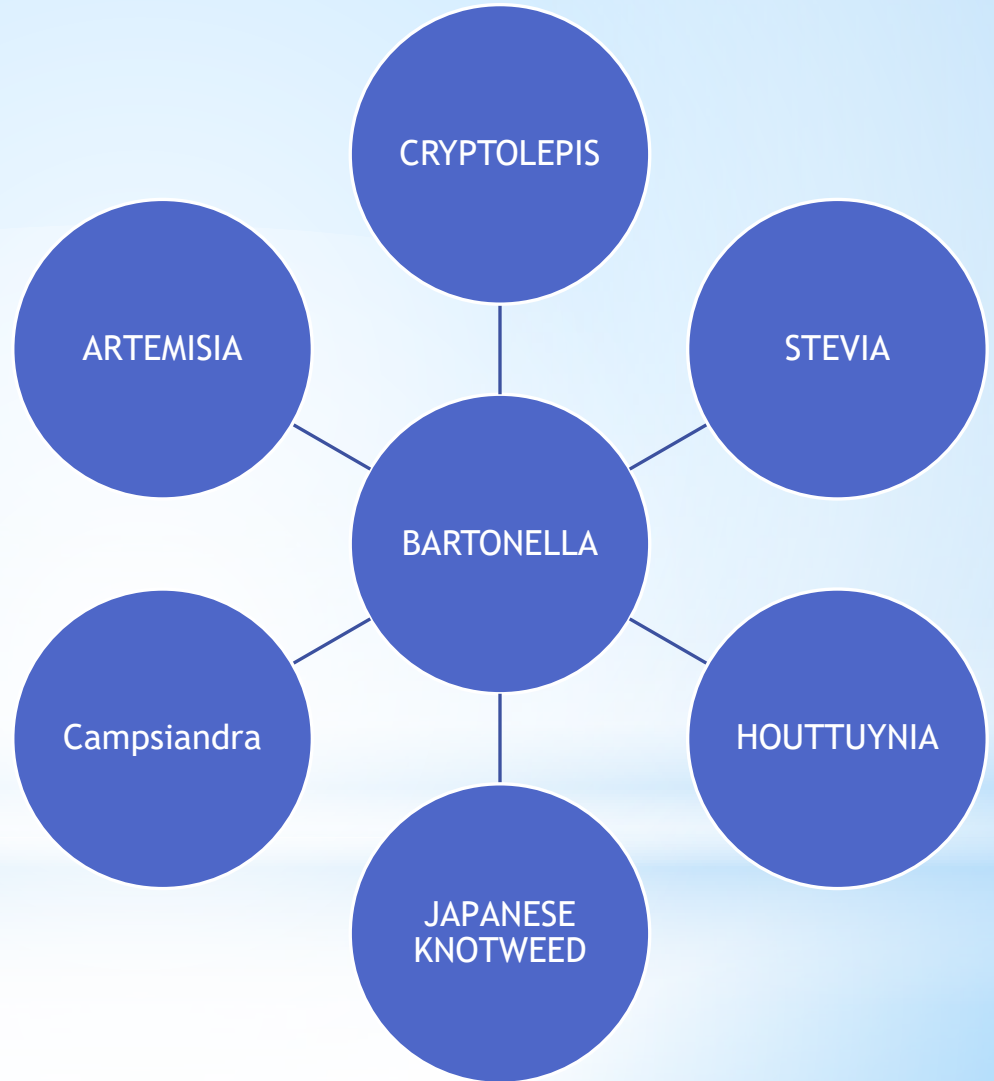 CRYPTOLEPIS
ARTEMISIA
STEVIA
BARTONELLA
Campsiandra
HOUTTUYNIA
JAPANESE
KNOTWEED